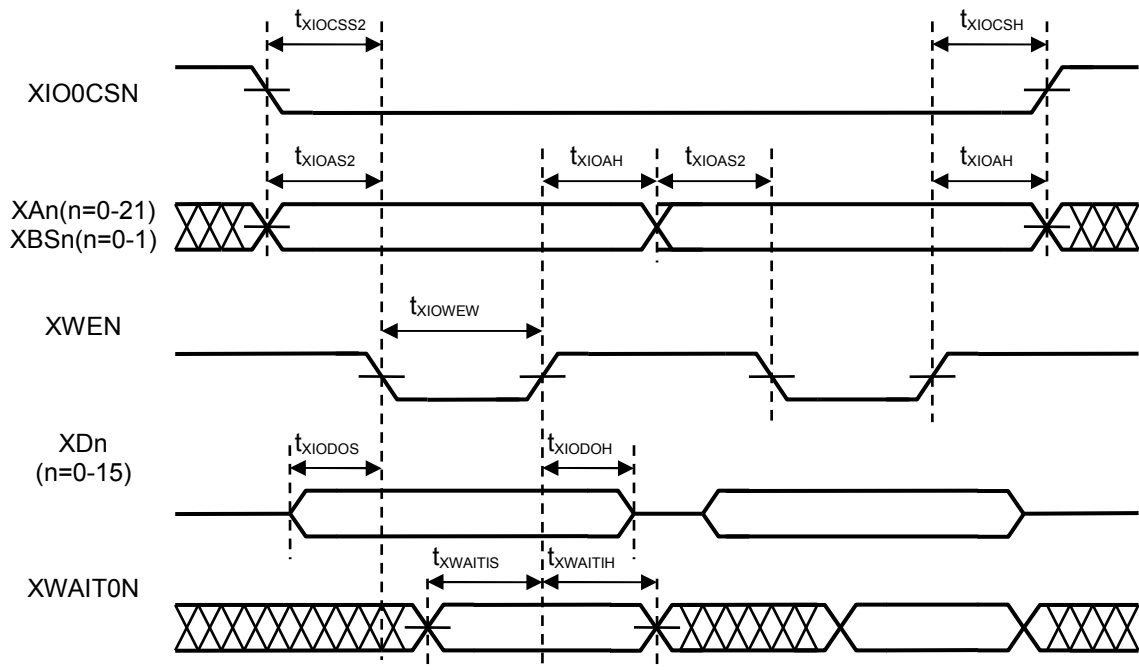 tXIOCSS2 tXIOCSH
XIO0CSN
tXIOAS2 tXIOAH tXIOAS2 tXIOAH
XAn(n=0-21)
XBSn(n=0-1)
tXIOWEW
XWEN
XDn
(n=0-15)
tXIODOS tXIODOH
tXWAITIS tXWAITIH
XWAIT0N